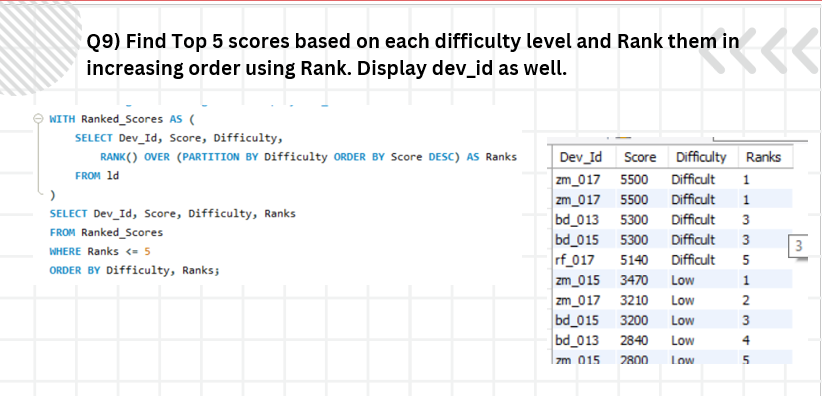 Q9) Find Top 5 scores based on each difficulty level and Rank them in
increasing order using Rank. Display dev_id as well.
WITH Ranked_Scores AS (
SELECT Dev_Id, Score, Difficulty,
RANK() OVER (PARTITION BY Difficulty ORDER BY Score DESC) AS Ranks
FROM ld
)
SELECT Dev_Id, Score, Difficulty, Ranks
FROM Ranked_Scores
WHERE Ranks <= 5
ORDER BY Difficulty, Ranks;
Dev_Id Score Difficulty Ranks
zm_017 5500 Difficult 1
zm_017 5500 Difficult 1
bd_013 5300 Difficult 3
bd_015 5300 Difficult 3
3
rf_017 5140 Difficult 5
zm_015 3470 Low 1
zm_017 3210 Low 2
bd_015 3200 Low 3
bd_013 2840 Low 4
zm_015 2800 Low 5